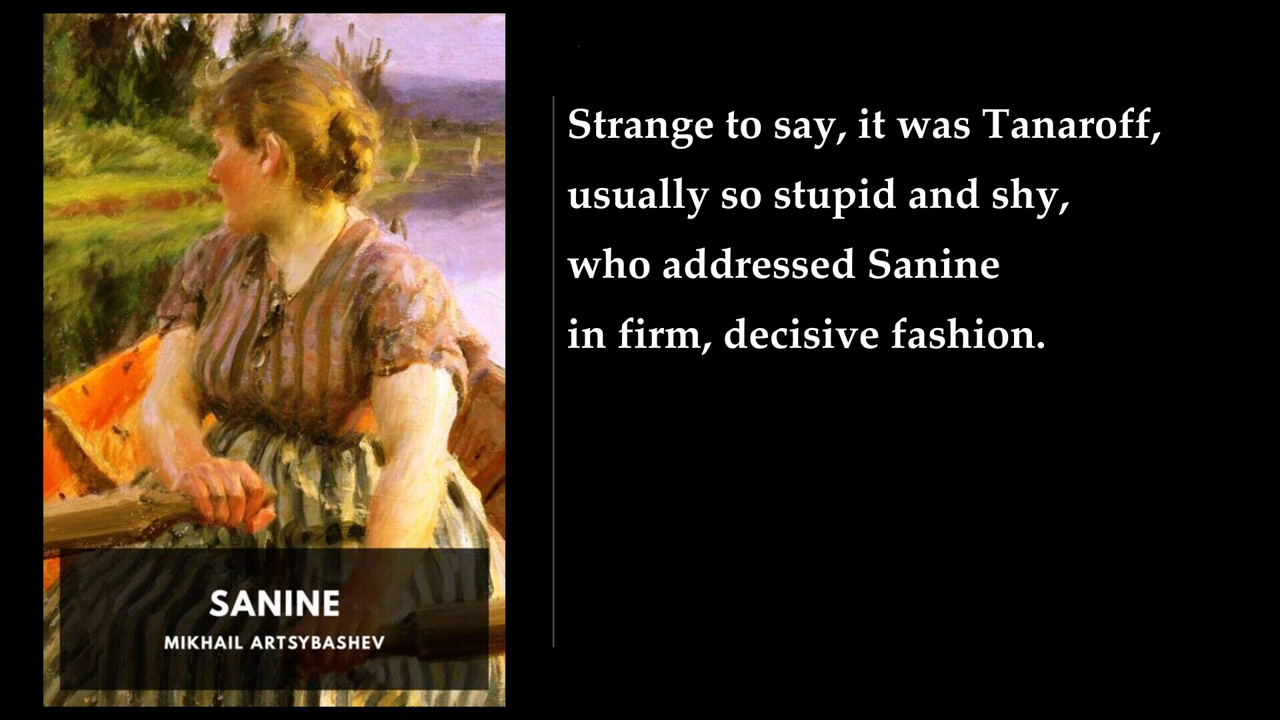 SANINE
MIKHAIL ARTSYBASHEV
Strange to say, it was Tanaroff,
usually so stupid and shy,
who addressed Sanine
in firm, decisive fashion.